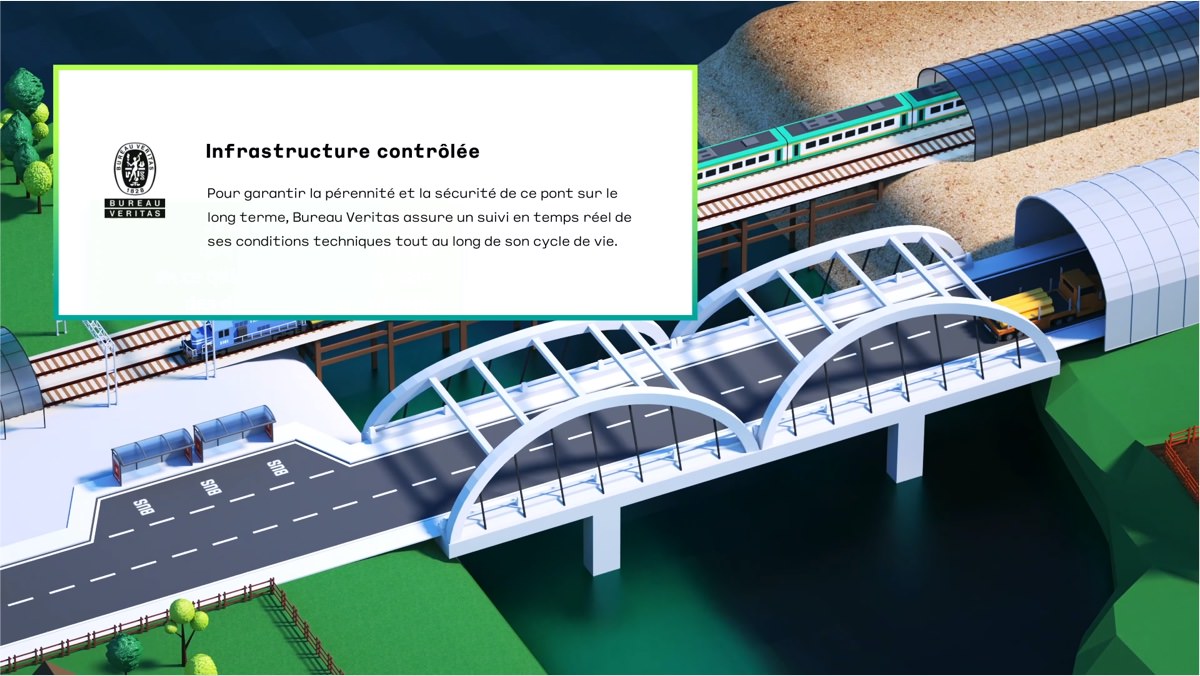 Infrastructure contrôlée
BUREAU VERITAS
1828
BUREAU
VERITAS
Pour garantir la pérennité et la sécurité de ce pont sur le
long terme, Bureau Veritas assure un suivi en temps réel de
ses conditions techniques tout au long de son cycle de vie.
BUS
BUS
BUS